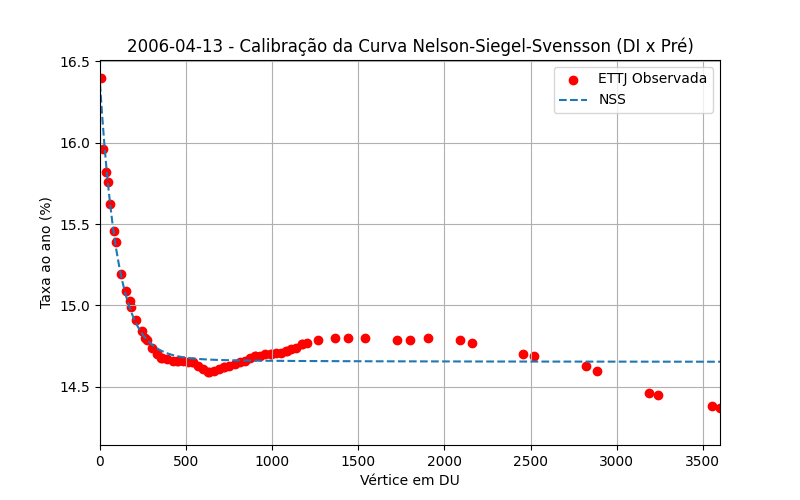 2006-04-13 - Calibração da Curva Nelson-Siegel-Svensson (DI x Pré)
ETTJ Observada
NSS
Taxa ao ano (%)
16.5
16.0
15.5
15.0
14.5
0 500 1000 1500 2000 2500 3000 3500
Vértice em DU